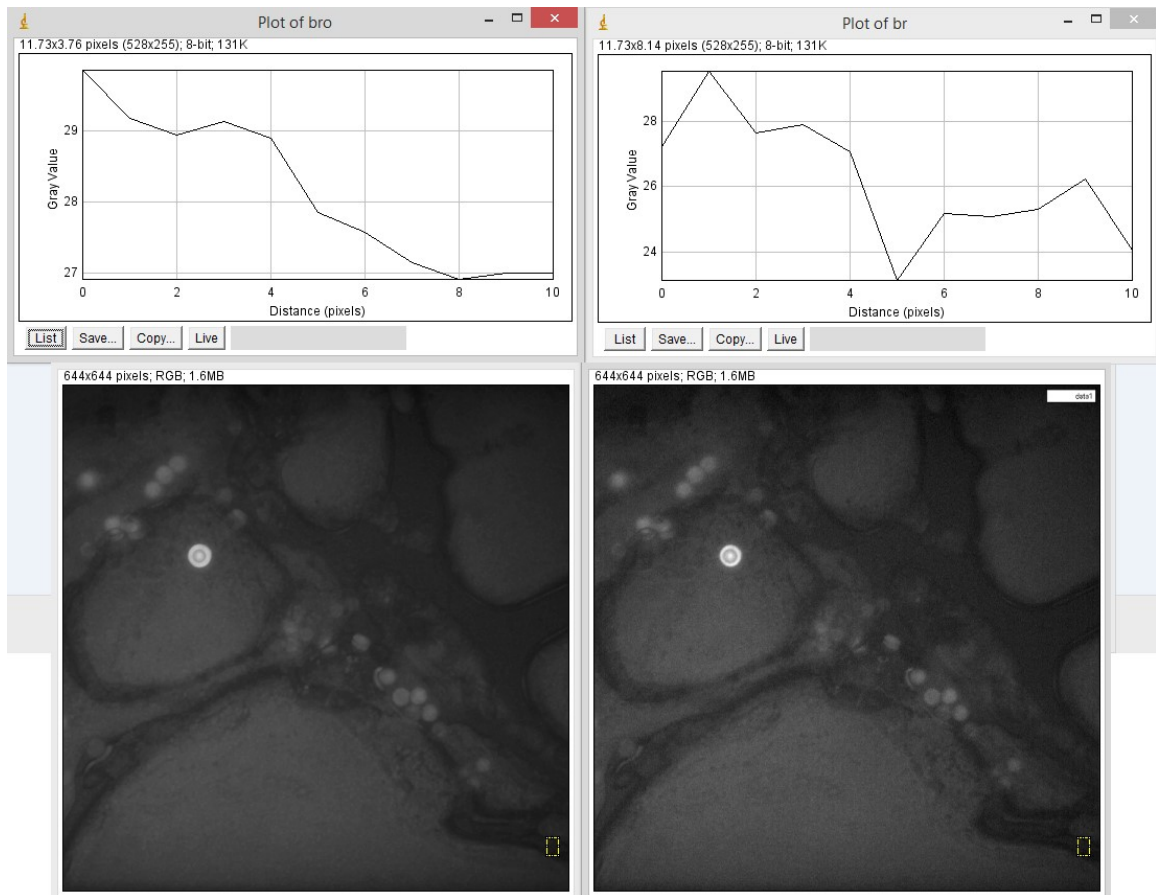 Plot of bro
11.73x3.76 pixels (528x255); 8-bit; 131K
29
28
27
Gray Value
0 2 4 6 8 10
Distance (pixels)
List Save... Copy... Live
Plot of br
11.73x8.14 pixels (528x255); 8-bit; 131K
28
26
24
Gray Value
0 2 4 6 8 10
Distance (pixels)
List Save... Copy... Live
644x644 pixels; RGB; 1.6MB
644x644 pixels; RGB; 1.6MB
data1